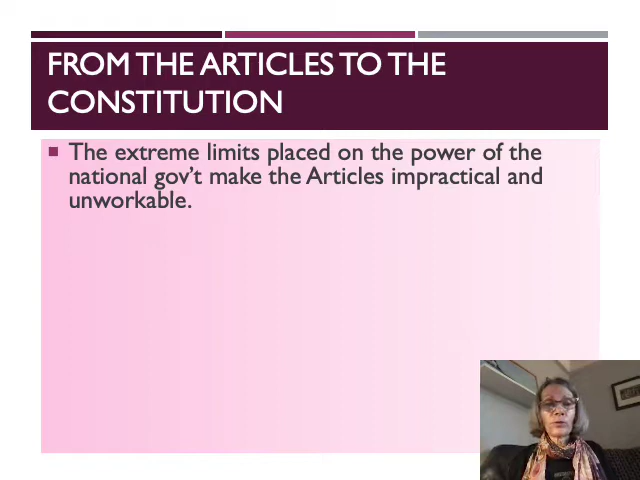 FROM THE ARTICLES TO THE
CONSTITUTION
The extreme limits placed on the power of the
national gov’t make the Articles impractical and
unworkable.